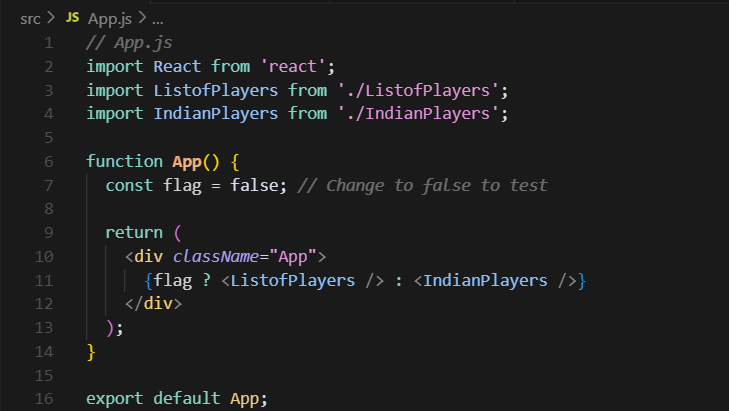 src > JS App.js > ...
1 // App.js
2 import React from 'react';
3 import ListofPlayers from './ListofPlayers';
4 import IndianPlayers from './IndianPlayers';
5
6 function App() {
7   const flag = false; // Change to false to test
8
9   return (
10     <div className="App">
11       {flag ? <ListofPlayers /> : <IndianPlayers />}
12     </div>
13   );
14 }
15
16 export default App;